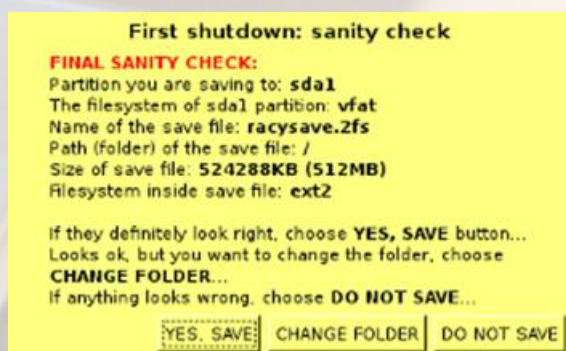 First shutdown: sanity check
FINAL SANITY CHECK:
Partition you are saving to: sda1
The filesystem of sda1 partition: vfat
Name of the save file: racysave.2fs
Path (folder) of the save file: /
Size of save file: 524288KB (512MB)
Filesystem inside save file: ext2
If they definitely look right, choose YES, SAVE button...
Looks ok, but you want to change the folder, choose
CHANGE FOLDER...
If anything looks wrong, choose DO NOT SAVE...
YES, SAVE CHANGE FOLDER DO NOT SAVE